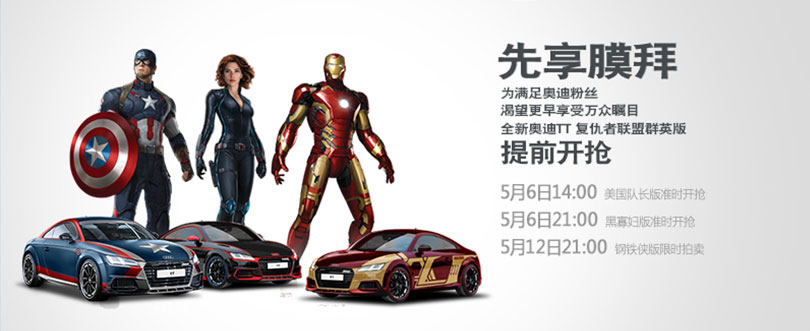 先享膜拜
为满足奥迪粉丝
渴望更早享受万众瞩目
全新奥迪TT 复仇者联盟群英版
提前开抢
5月6日14:00 美国队长版准时开抢
5月6日21:00 黑寡妇版准时开抢
5月12日21:00 钢铁侠版限时拍卖